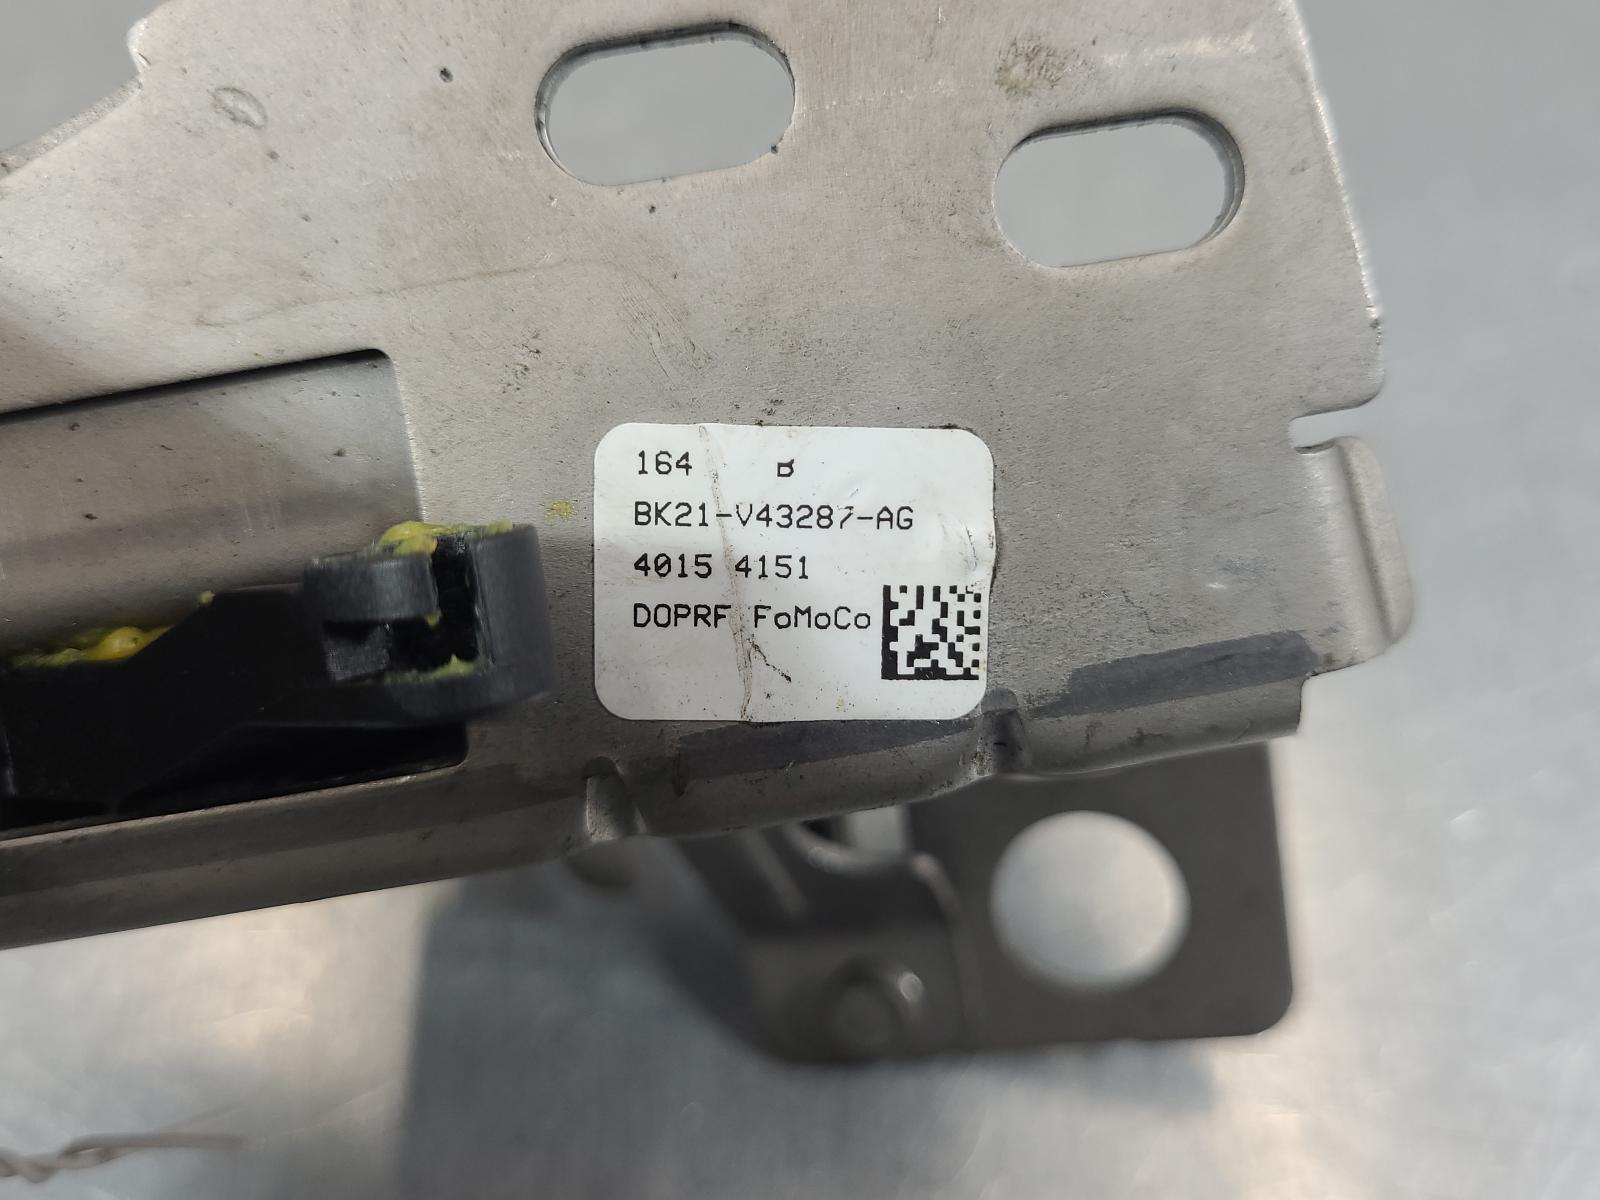 164
BK21-V43287-AG
4015 4151
DOPRF FoMoCo